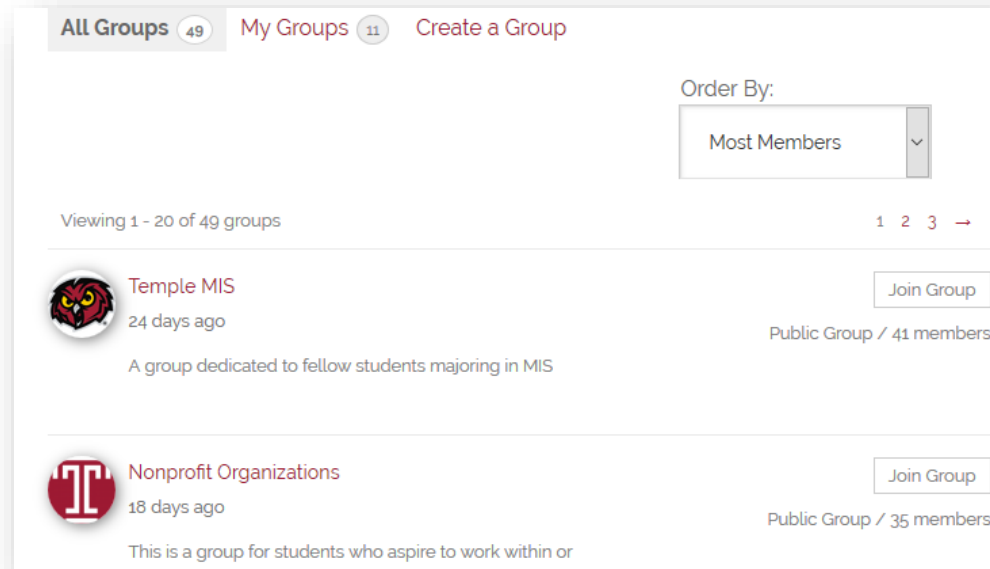 All Groups 49 My Groups 11 Create a Group
Order By:
Most Members
Viewing 1 - 20 of 49 groups 1 2 3 →
Temple MIS Join Group
24 days ago
Public Group / 41 members
A group dedicated to fellow students majoring in MIS
Nonprofit Organizations Join Group
18 days ago
Public Group / 35 members
This is a group for students who aspire to work within or